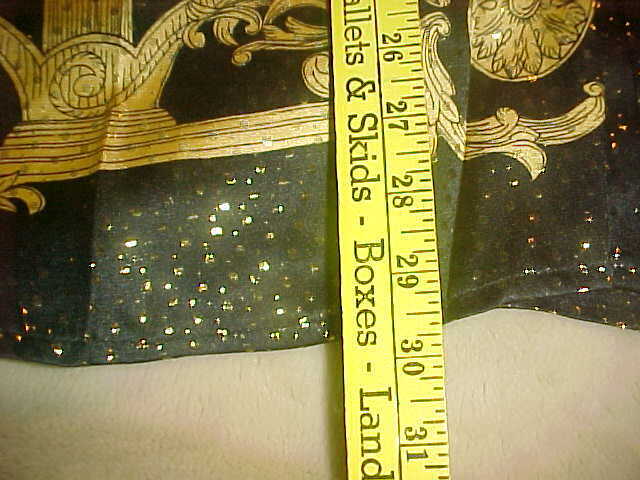 allets & Skids - Boxes - Land
26 27 28 29 30 31